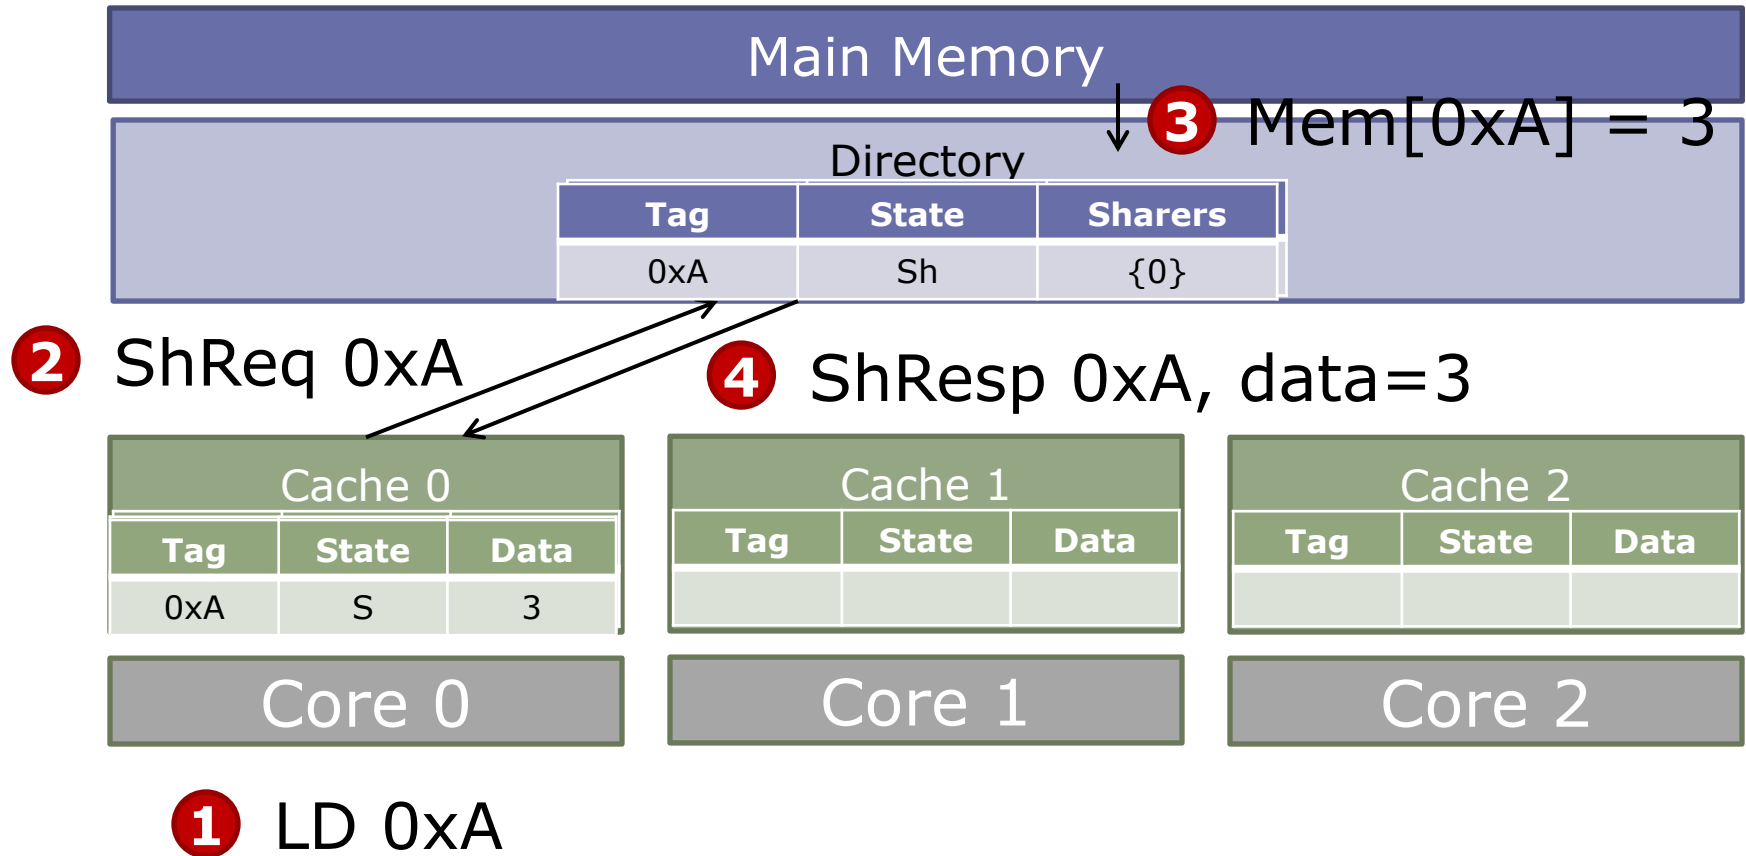 Main Memory
3 Mem[0xA] = 3
Directory
Tag State Sharers
0xA Sh {0}
2 ShReq 0xA
4 ShResp 0xA, data=3
Cache 0 Cache 1 Cache 2
Tag State Data Tag State Data Tag State Data
0xA S 3
Core 0 Core 1 Core 2
1 LD 0xA